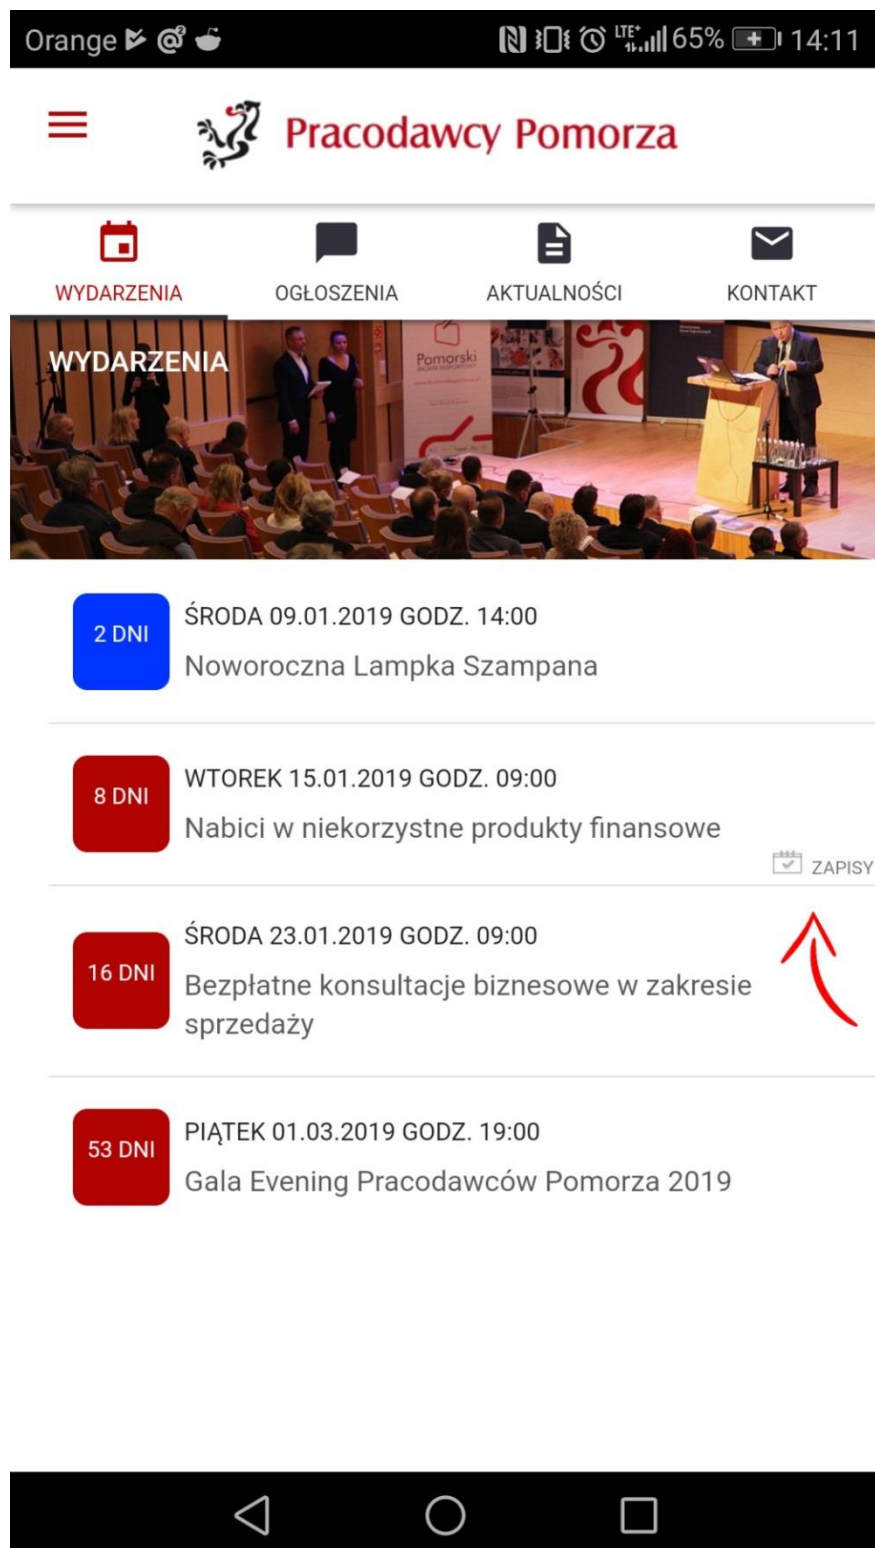 Orange
LTE+ 65% 14:11
Pracodawcy Pomorza
WYDARZENIA OGŁOSZENIA AKTUALNOŚCI KONTAKT
WYDARZENIA
Pomorski
2 DNI
ŚRODA 09.01.2019 GODZ. 14:00
Noworoczna Lampka Szampana
8 DNI
WTOREK 15.01.2019 GODZ. 09:00
Nabici w niekorzystne produkty finansowe
ZAPISY
16 DNI
ŚRODA 23.01.2019 GODZ. 09:00
Bezpłatne konsultacje biznesowe w zakresie
sprzedaży
53 DNI
PIĄTEK 01.03.2019 GODZ. 19:00
Gala Evening Pracodawców Pomorza 2019